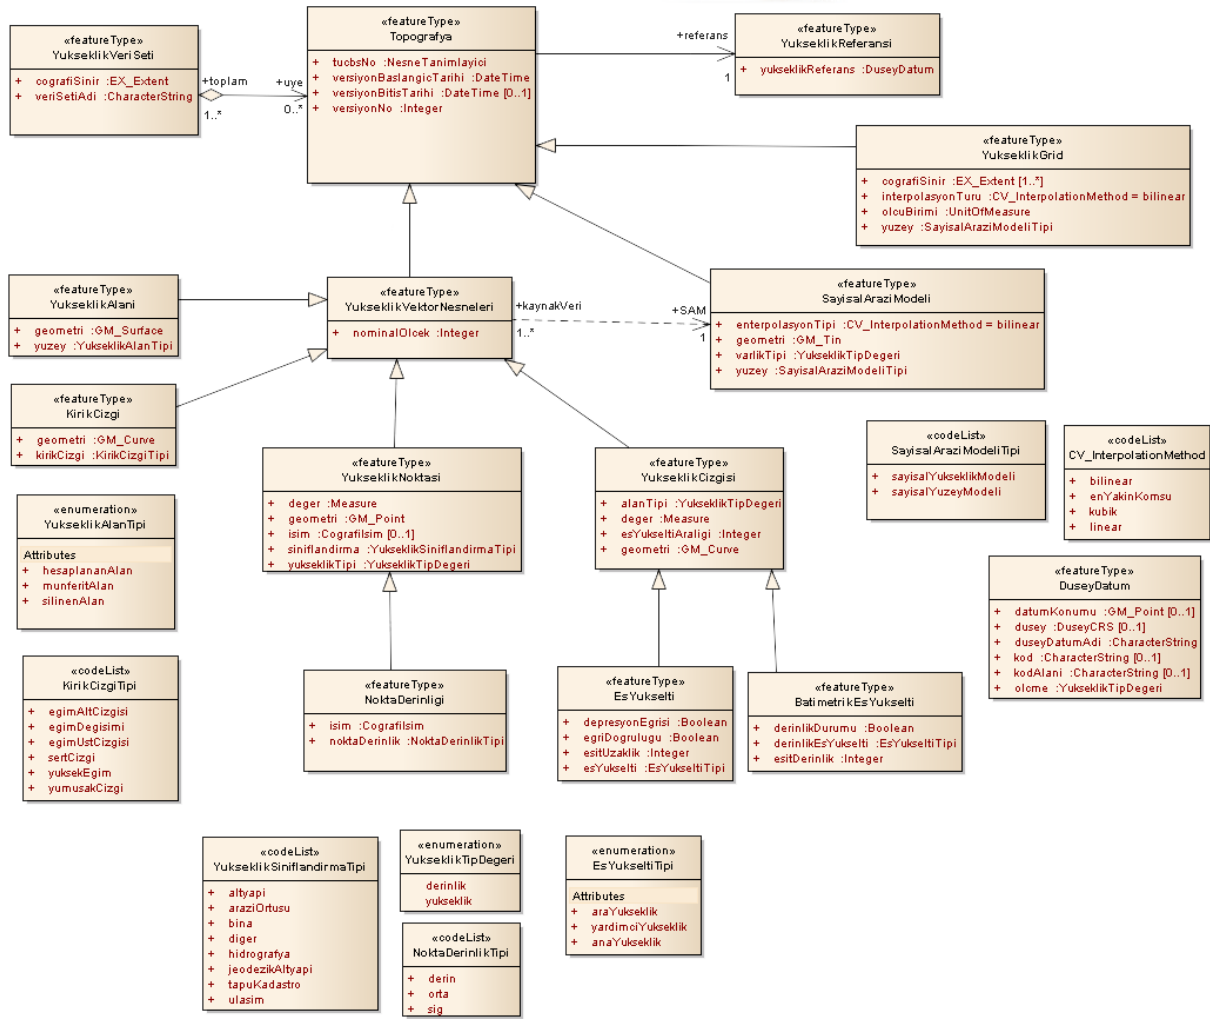 «featureType»
YukseklikVeriSeti
+ cografiSinir :EX_Extent
+ veriSetiAdi :CharacterString
+toplam
1..*
+uye
0..*
«featureType»
Topografya
+ tucbsNo :NesneTanimlayici
+ versiyonBaslangicTarihi :DateTime
+ versiyonBitisTarihi :DateTime [0..1]
+ versiyonNo :Integer
+referans
1
«featureType»
YukseklikReferansi
+ yukseklikReferans :DuseyDatum
«featureType»
YukseklikGrid
+ cografiSinir :EX_Extent [1..*]
+ interpolasyonTuru :CV_InterpolationMethod = bilinear
+ olcuBirimi :UnitOfMeasure
+ yuzey :SayisalAraziModeliTipi
«featureType»
YukseklikAlani
+ geometri :GM_Surface
+ yuzey :YukseklikAlanTipi
«featureType»
YukseklikVektorNesneleri
+ nominalOlcek :Integer
+kaynakVeri
1..*
+SAM
1
«featureType»
SayisalAraziModeli
+ enterpolasyonTipi :CV_InterpolationMethod = bilinear
+ geometri :GM_Tin
+ varlikTipi :YukseklikTipDegeri
+ yuzey :SayisalAraziModeliTipi
«featureType»
KirikCizgi
+ geometri :GM_Curve
+ kirikCizgi :KirikCizgiTipi
«featureType»
YukseklikNoktasi
+ deger :Measure
+ geometri :GM_Point
+ isim :CografiIsim [0..1]
+ siniflandirma :YukseklikSiniflandirmaTipi
+ yukseklikTipi :YukseklikTipDegeri
«featureType»
YukseklikCizgisi
+ alanTipi :YukseklikTipDegeri
+ deger :Measure
+ esYukseltiAraligi :Integer
+ geometri :GM_Curve
«codeList»
SayisalAraziModeliTipi
+ sayisalYukseklikModeli
+ sayisalYuzeyModeli
«codeList»
CV_InterpolationMethod
+ bilinear
+ enYakinKomsu
+ kubik
+ linear
«enumeration»
YukseklikAlanTipi
Attributes
+ hesaplananAlan
+ munferitAlan
+ silinenAlan
«featureType»
DuseyDatum
+ datumKonumu :GM_Point [0..1]
+ dusey :DuseyCRS [0..1]
+ duseyDatumAdi :CharacterString
+ kod :CharacterString [0..1]
+ kodAlani :CharacterString [0..1]
+ olcme :YukseklikTipDegeri
«codeList»
KirikCizgiTipi
+ egimAltCizgisi
+ egimDegisimi
+ egimUstCizgisi
+ sertCizgi
+ yuksekEgim
+ yumusakCizgi
«featureType»
NoktaDerinligi
+ isim :CografiIsim
+ noktaDerinlik :NoktaDerinlikTipi
«featureType»
EsYukselti
+ depresyonEgrisi :Boolean
+ egriDogrulugu :Boolean
+ esitUzaklik :Integer
+ esYukselti :EsYukseltiTipi
«featureType»
BatimetrikEsYukselti
+ derinlikDurumu :Boolean
+ derinlikEsYukselti :EsYukseltiTipi
+ esitDerinlik :Integer
«codeList»
YukseklikSiniflandirmaTipi
+ altyapi
+ araziOrtusu
+ bina
+ diger
+ hidrografya
+ jeodezikAltyapi
+ tapuKadastro
+ ulasim
«enumeration»
YukseklikTipDegeri
derinlik
yukseklik
«codeList»
NoktaDerinlikTipi
+ derin
+ orta
+ sig
«enumeration»
EsYukseltiTipi
Attributes
+ araYukseklik
+ yardimciYukseklik
+ anaYukseklik